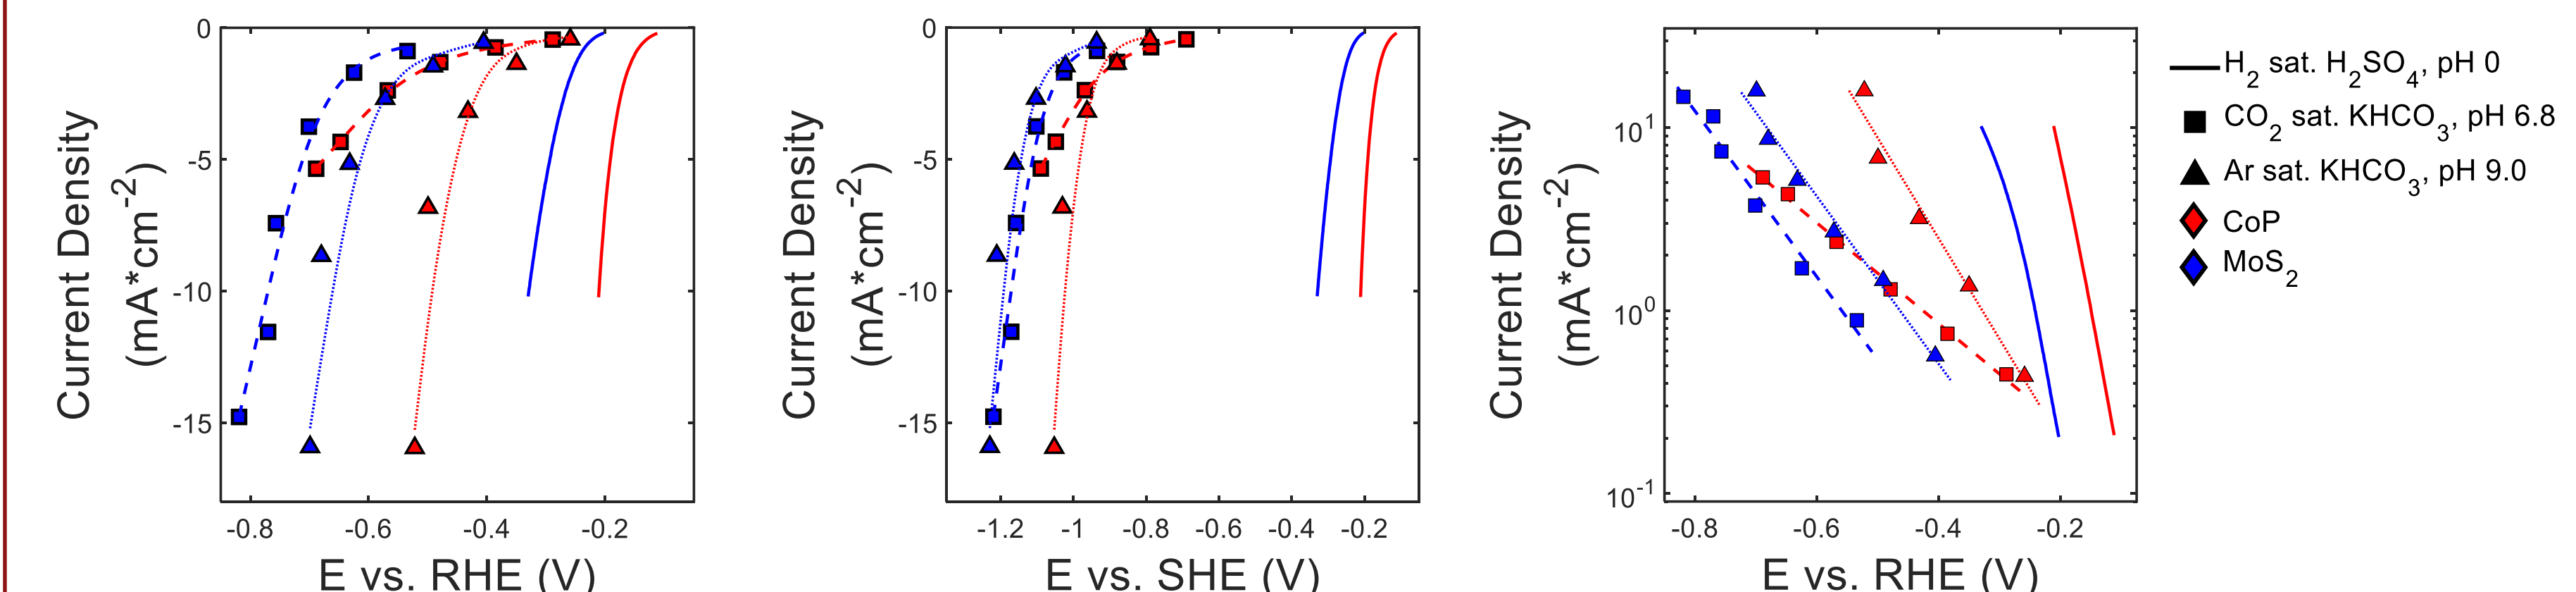 0
-5
-10
-15
-0.8 -0.6 -0.4 -0.2
E vs. RHE (V)
Current Density
(mA*cm-2)
0
-5
-10
-15
-1.2 -1 -0.8 -0.6 -0.4 -0.2
E vs. SHE (V)
Current Density
(mA*cm-2)
101
100
10-1
-0.8 -0.6 -0.4 -0.2
E vs. RHE (V)
Current Density
(mA*cm-2)
H2 sat. H2SO4, pH 0
CO2 sat. KHCO3, pH 6.8
Ar sat. KHCO3, pH 9.0
CoP
MoS2